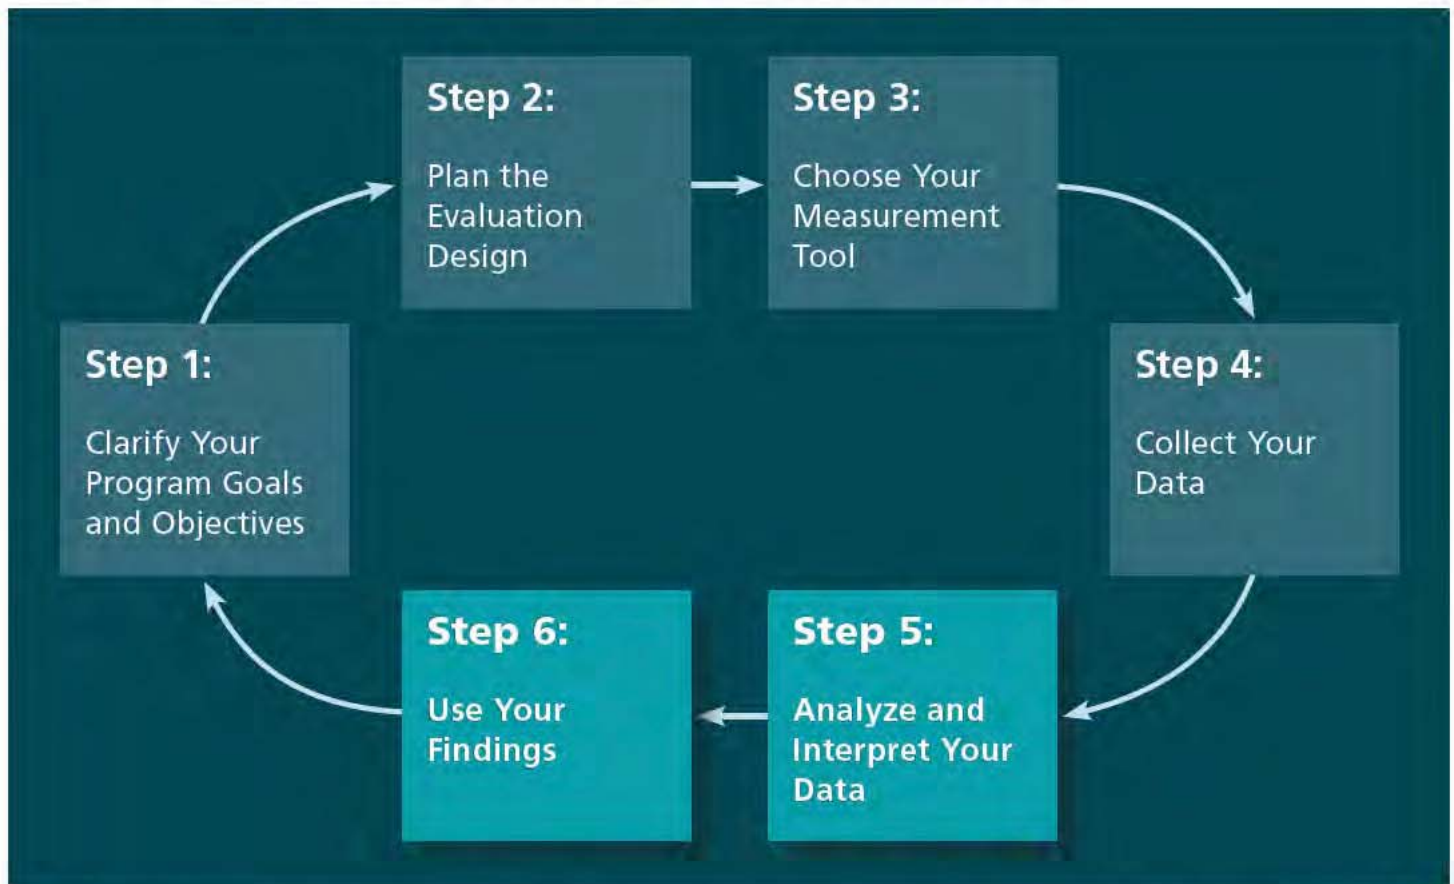 Step 1:
Clarify Your
Program Goals
and Objectives
Step 2:
Plan the
Evaluation
Design
Step 3:
Choose Your
Measurement
Tool
Step 4:
Collect Your
Data
Step 5:
Analyze and
Interpret Your
Data
Step 6:
Use Your
Findings